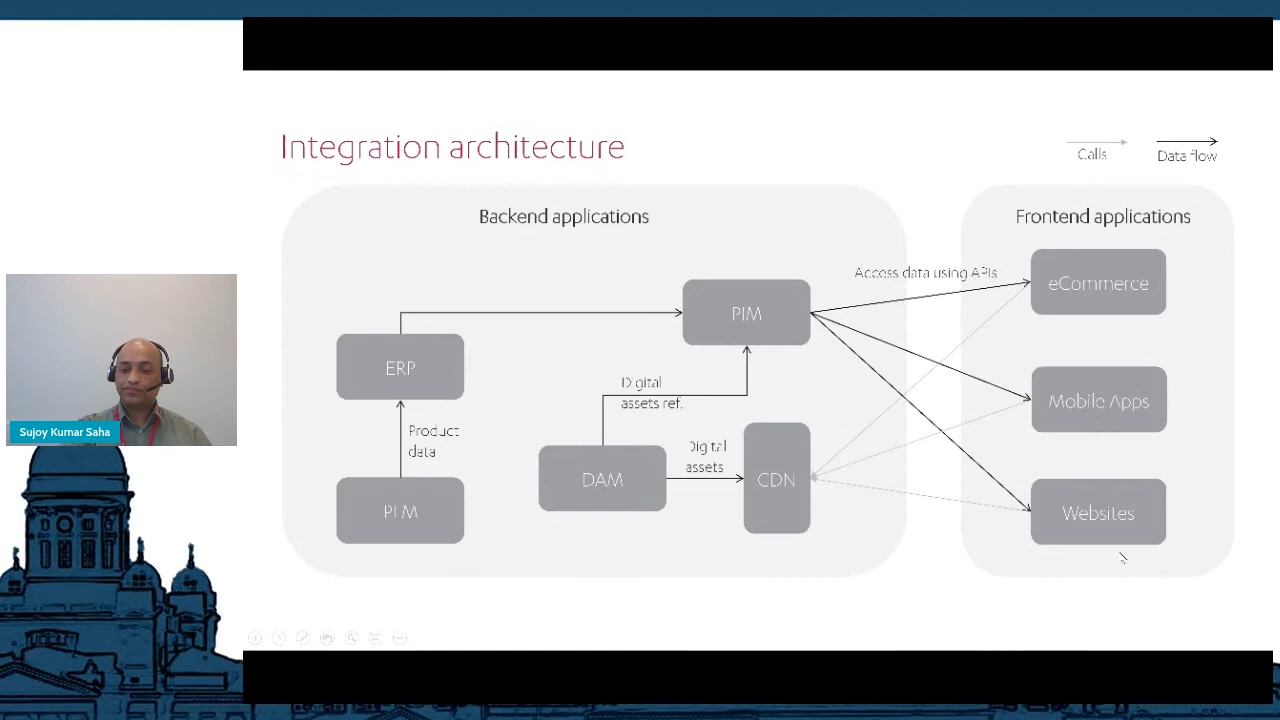 Integration architecture
Calls
Data flow
Backend applications
Frontend applications
PIM
Access data using APIs
eCommerce
ERP
Digital
assets ref.
Mobile Apps
Product
data
Digital
assets
DAM
CDN
PLM
Websites
Sujoy Kumar Saha